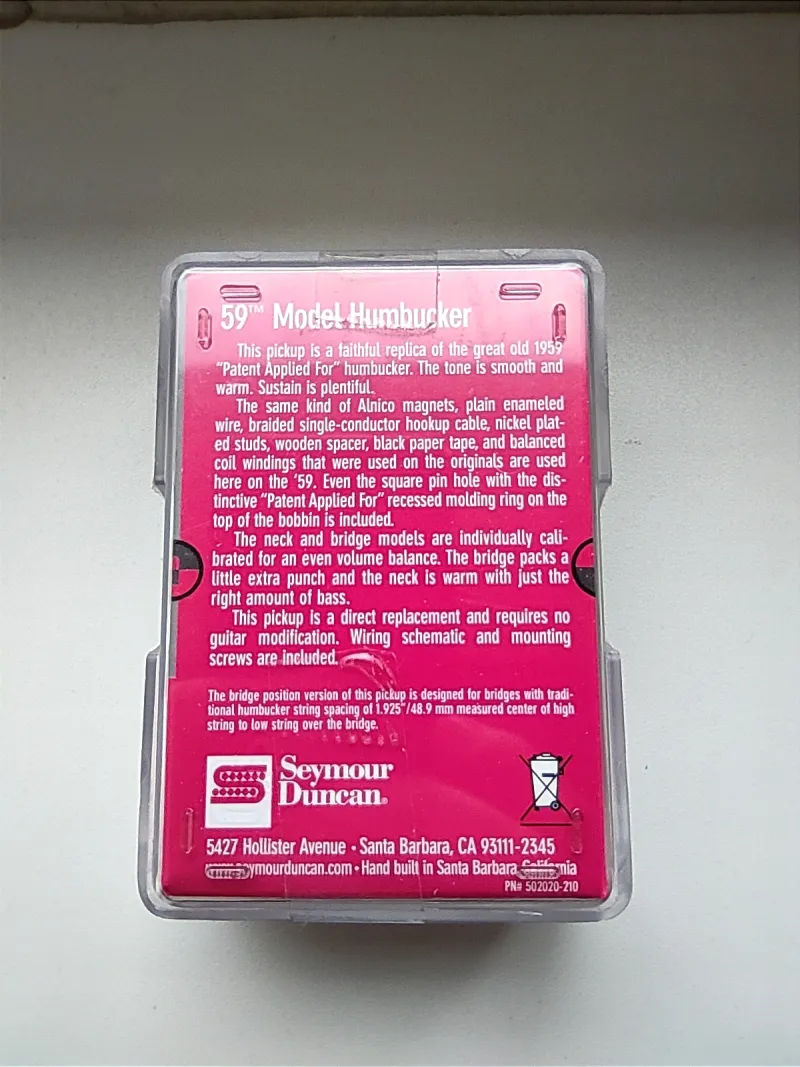 59™ Model Humbucker
This pickup is a faithful replica of the great old 1959
"Patent Applied For" humbucker. The tone is smooth and
warm. Sustain is plentiful.
The same kind of Alnico magnets, plain enameled
wire, braided single-conductor hookup cable, nickel plat-
ed studs, wooden spacer, black paper tape, and balanced
coil windings that were used on the originals are used
here on the '59. Even the square pin hole with the dis-
tinctive "Patent Applied For" recessed molding ring on the
top of the bobbin is included.
The neck and bridge models are individually cali-
brated for an even volume balance. The bridge packs a
little extra punch and the neck is warm with just the
right amount of bass.
This pickup is a direct replacement and requires no
guitar modification. Wiring schematic and mounting
screws are included.
The bridge position version of this pickup is designed for bridges with tradi-
tional humbucker string spacing of 1.925"/48.9 mm measured center of high
string to low string over the bridge.
Seymour
Duncan®
5427 Hollister Avenue • Santa Barbara, CA 93111-2345
www.seymourduncan.com • Hand built in Santa Barbara, California
PN# 502020-210